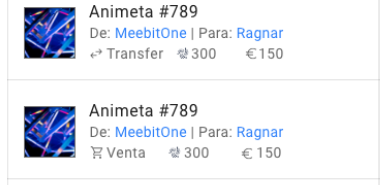 Animeta #789
De: MeebitOne | Para: Ragnar
Transfer 300 €150
Animeta #789
De: MeebitOne | Para: Ragnar
Venta 300 €150